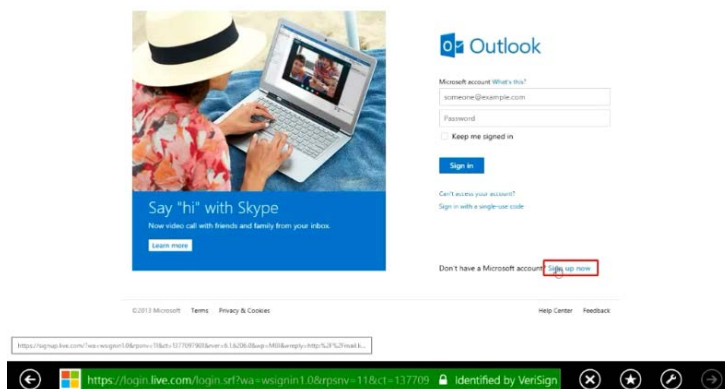 Outlook
Microsoft account What's this?
someone@example.com
Password
Keep me signed in
Sign in
Can't access your account?
Sign in with a single-use code
Say "hi" with Skype
Now video call with friends and family from your inbox.
Learn more
Don't have a Microsoft account? Sign up now
©2013 Microsoft Terms Privacy & Cookies Help Center Feedback
https://login.live.com/login.srf?wa=wsignin1.0&rpsnv=11&ct=137709 Identified by VeriSign